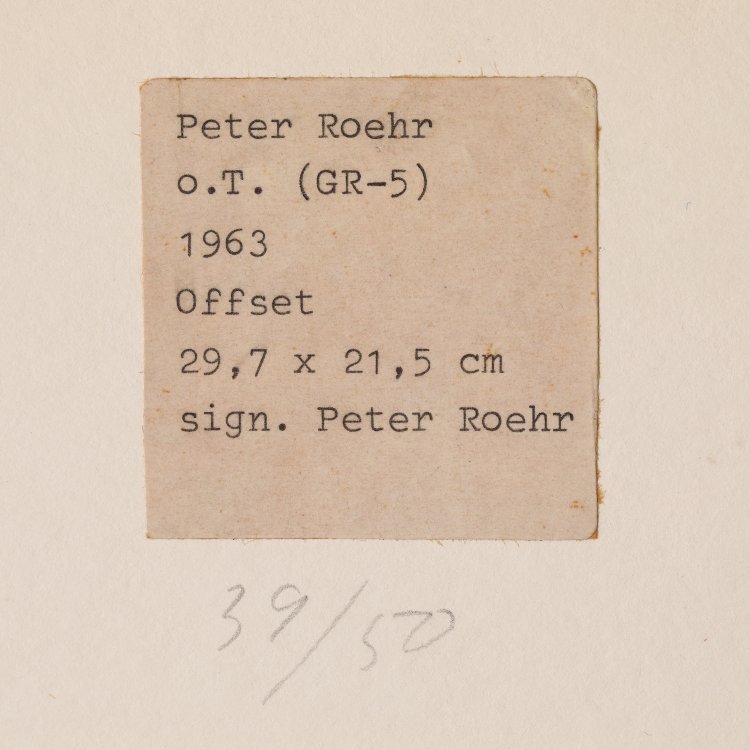 Peter Roehr
o.T. (GR-5)
1963
Offset
29,7 x 21,5 cm
sign. Peter Roehr
39/50